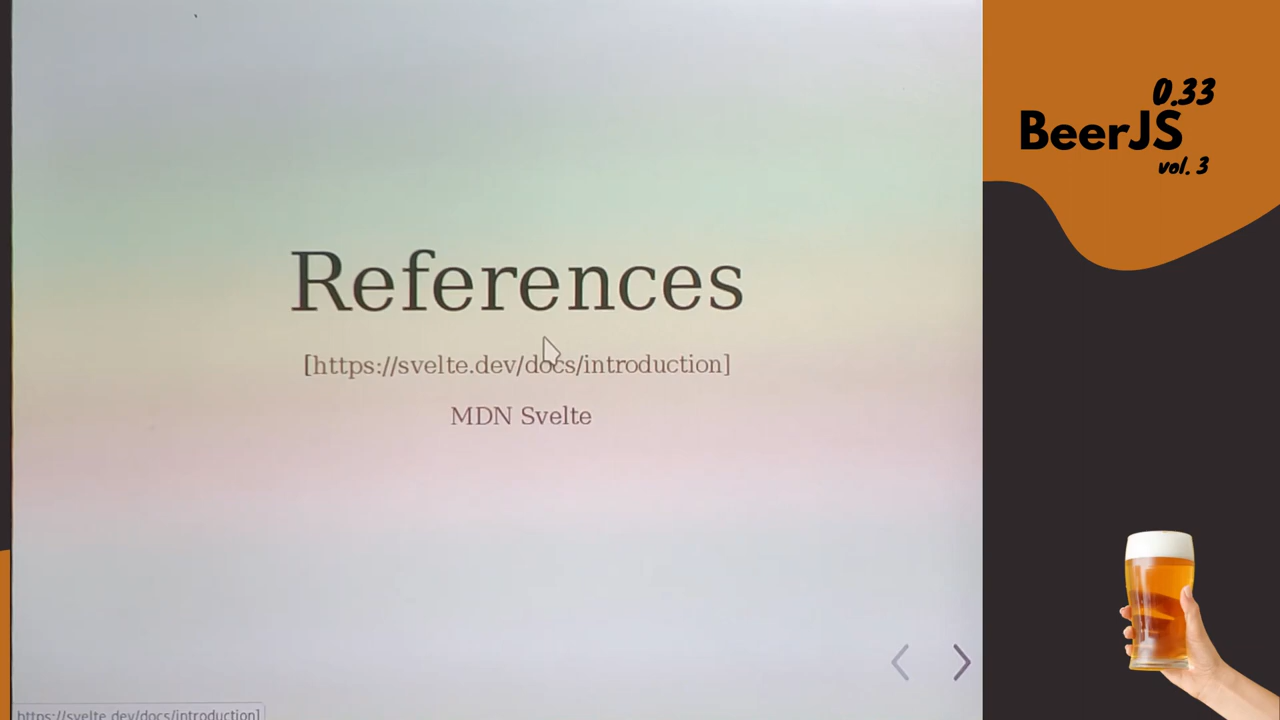 References
[https://svelte.dev/docs/introduction]
MDN Svelte
https://svelte.dev/docs/introduction]
0.33
BeerJS
vol. 3